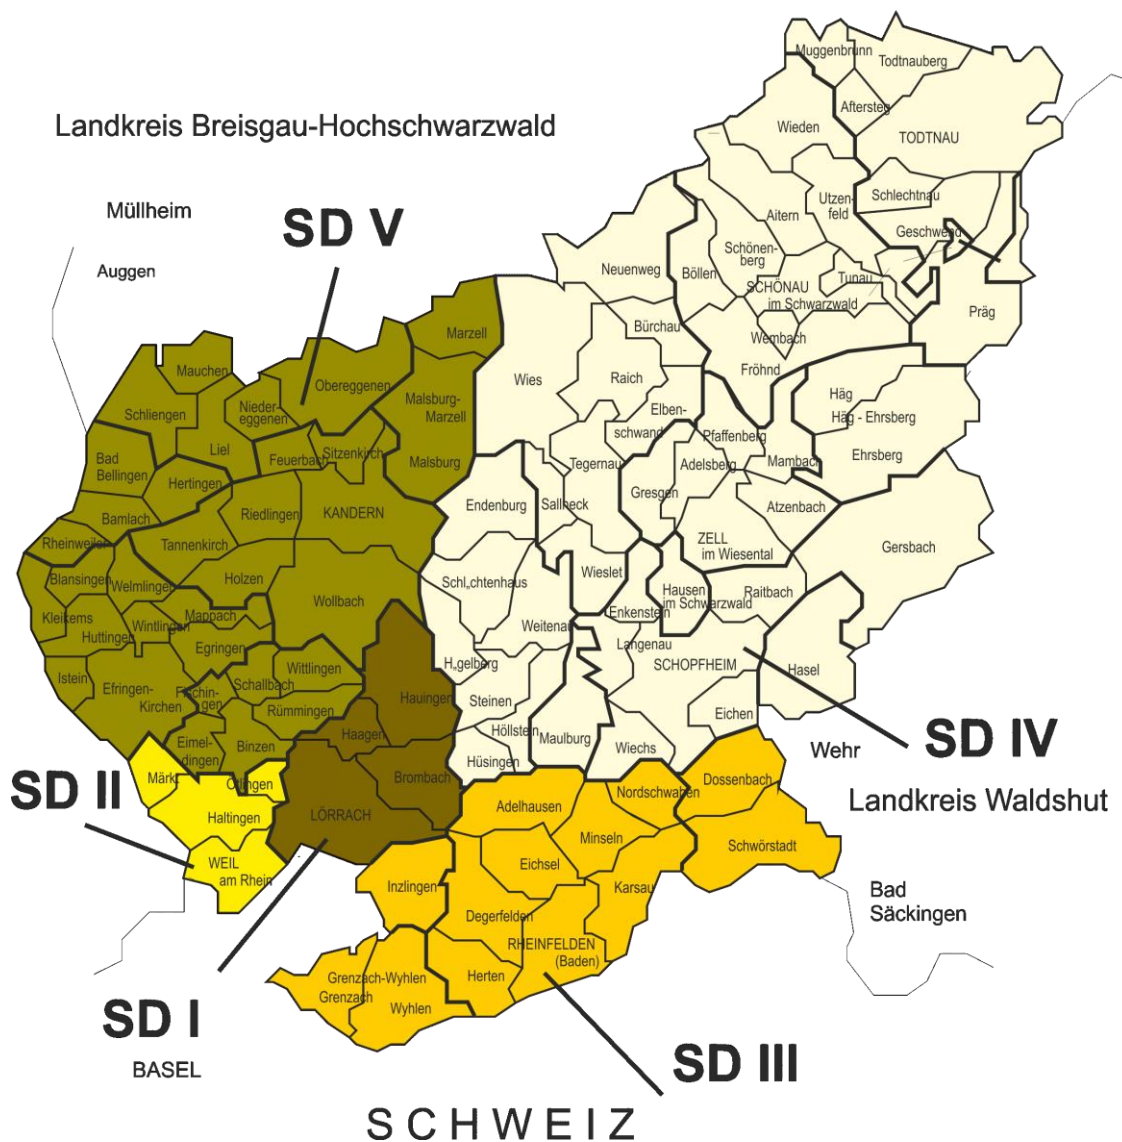 Muggenbrunn
Todtnauberg
Aftersteg
Landkreis Breisgau-Hochschwarzwald
Wieden
TODTNAU
Müllheim
SD V
Schlechtnau
Utzen-
feld
Aitern
Geschwend
Auggen
Schönen-
berg
Neuenweg
Böllen
Tunau
SCHÖNAU
im Schwarzwald
Präg
Marzell
Bürchau
Wembach
Mauchen
Obereggenen
Wies
Raich
Fröhnd
Malsburg-
Marzell
Häg
Nieder-
eggenen
Schliengen
Elben-
schwand
Häg - Ehrsberg
Liel
Feuerbach
Sitzenkirch
Pfaffenberg
Bad
Bellingen
Malsburg
Tegernau
Adelsberg
Mambach
Ehrsberg
Hertingen
Gresgen
Endenburg
Sallneck
Atzenbach
Bamlach
Riedlingen
KANDERN
Rheinweiler
Tannenkirch
ZELL
im Wiesental
Gersbach
Blansingen
Welmlingen
Holzen
Schl„chtenhaus
Wieslet
Hausen
im Schwarzwald
Raitbach
Wollbach
Kleikems
Mappach
Enkenstein
Huttingen
Wintlingen
Weitenau
Langenau
Egringen
H„gelberg
SCHOPFHEIM
Istein
Wittlingen
Hasel
Efringen-
Kirchen
Fischin-
gen
Schallbach
Hauingen
Steinen
Rümmingen
Eichen
Haagen
Höllstein
Maulburg
SD IV
Eimel-
dingen
Binzen
Wiechs
Wehr
Hüsingen
Märkt
Ötlingen
Brombach
Dossenbach
SD II
Nordschwaben
Landkreis Waldshut
Adelhausen
Haltingen
LÖRRACH
Minseln
Schwörstadt
WEIL
am Rhein
Eichsel
Inzlingen
Karsau
Bad
Säckingen
Degerfelden
RHEINFELDEN
(Baden)
Grenzach-Wyhlen
Herten
Grenzach
Wyhlen
SD I
BASEL
SD III
SCHWEIZ